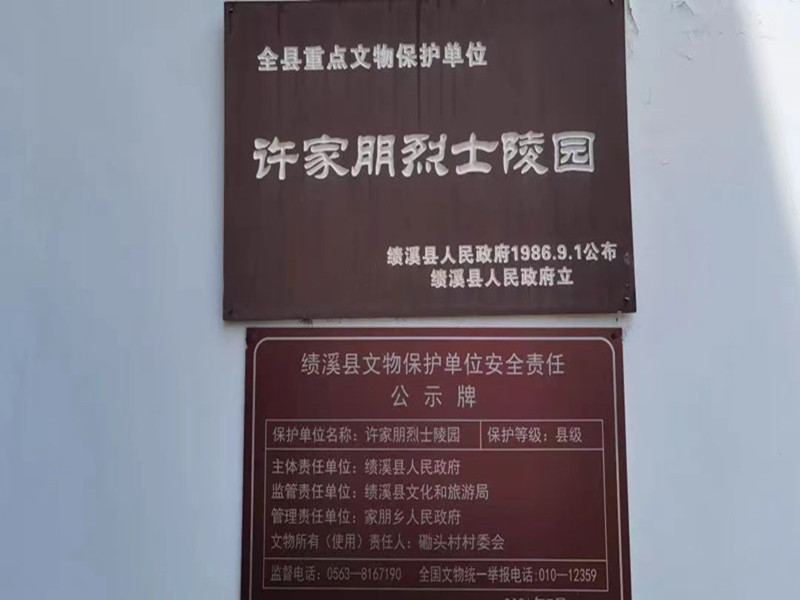 全县重点文物保护单位
许家朋烈士陵园
绩溪县人民政府1986.9.1公布
绩溪县人民政府立
绩溪县文物保护单位安全责任
公示牌
保护单位名称：许家朋烈士陵园 保护等级：县级
主体责任单位：绩溪县人民政府
监管责任单位：绩溪县文化和旅游局
管理责任单位：家朋乡人民政府
文物所有（使用）责任人：磡头村村委会
监督电话：0563—8167190 全国文物统一举报电话:010—12359